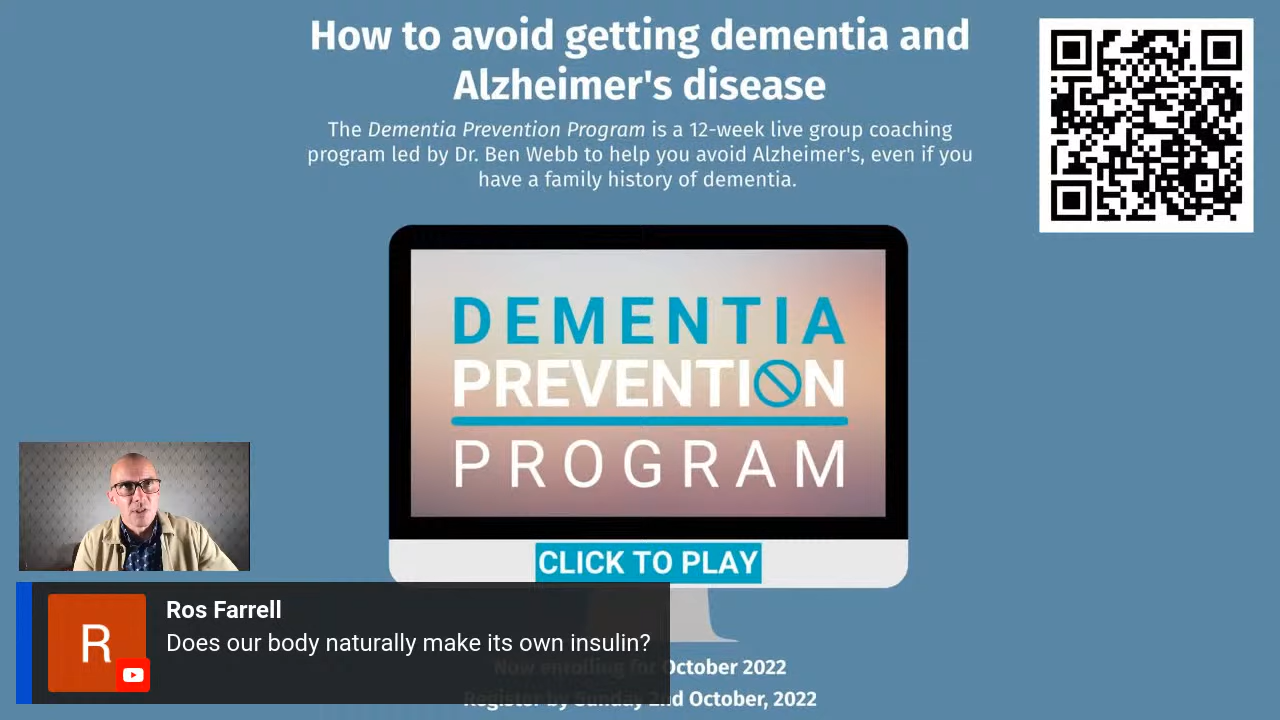 How to avoid getting dementia and
Alzheimer's disease
The Dementia Prevention Program is a 12-week live group coaching
program led by Dr. Ben Webb to help you avoid Alzheimer's, even if you
have a family history of dementia.
DEMENTIA
PREVENTION
PROGRAM
CLICK TO PLAY
R
Ros Farrell
Does our body naturally make its own insulin?
Now enrolling for October 2022
Register by Sunday 2nd October, 2022